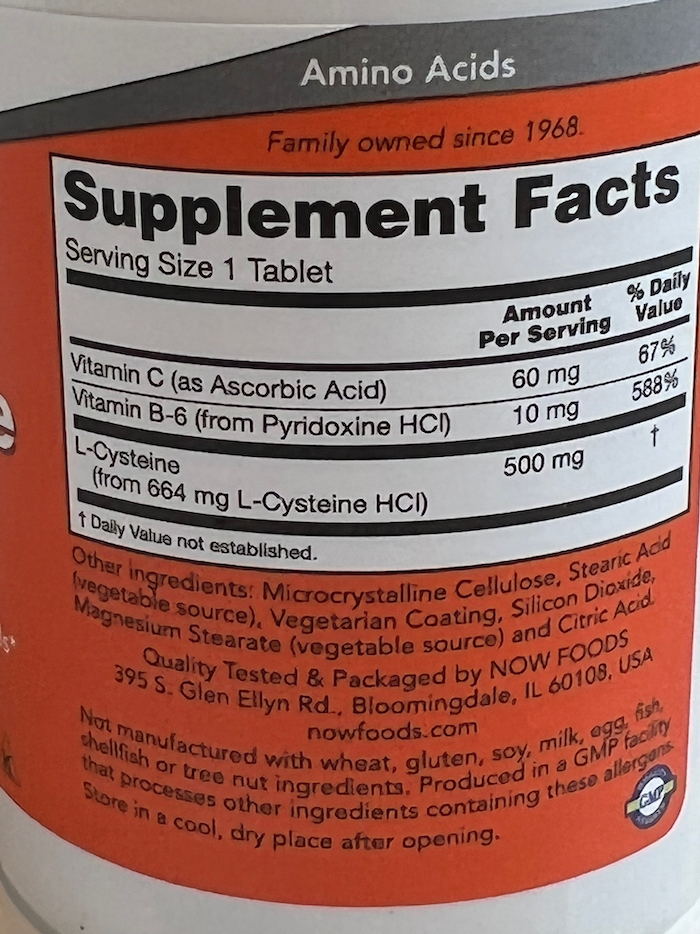 Amino Acids
Family owned since 1968.
Supplement Facts
Serving Size 1 Tablet
Amount Per Serving
% Daily Value
Vitamin C (as Ascorbic Acid) 60 mg 67%
Vitamin B-6 (from Pyridoxine HCl) 10 mg 588%
L-Cysteine 500 mg †
(from 664 mg L-Cysteine HCl)
† Daily Value not established.
Other ingredients: Microcrystalline Cellulose, Stearic Acid
(vegetable source), Vegetarian Coating, Silicon Dioxide,
Magnesium Stearate (vegetable source) and Citric Acid.
Quality Tested & Packaged by NOW FOODS
395 S. Glen Ellyn Rd., Bloomingdale, IL 60108, USA
nowfoods.com
Not manufactured with wheat, gluten, soy, milk, egg, fish,
shellfish or tree nut ingredients. Produced in a GMP facility
that processes other ingredients containing these allergens.
Store in a cool, dry place after opening.
GMP